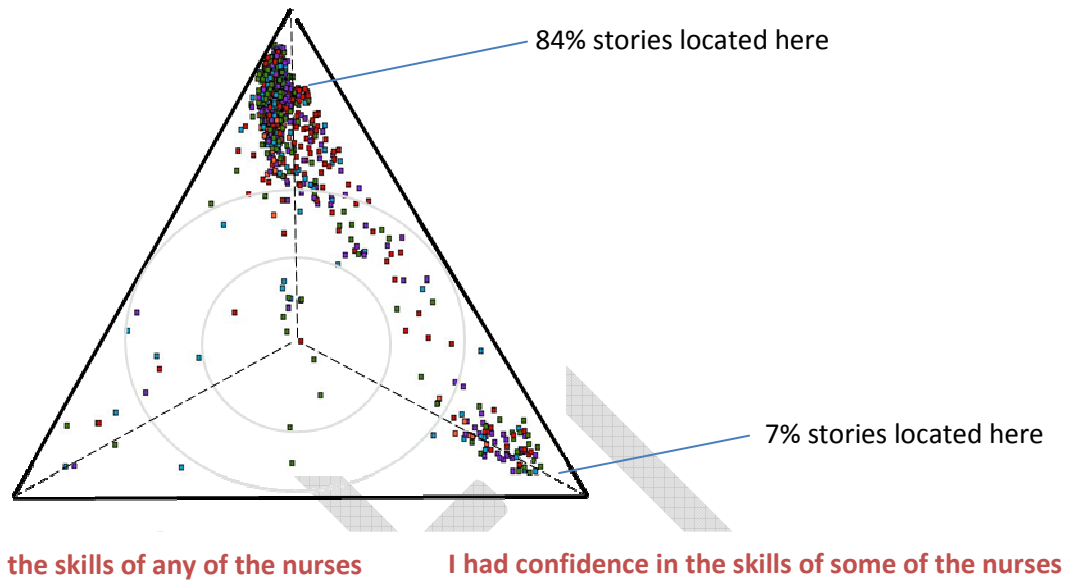 84% stories located here
7% stories located here
the skills of any of the nurses
I had confidence in the skills of some of the nurses